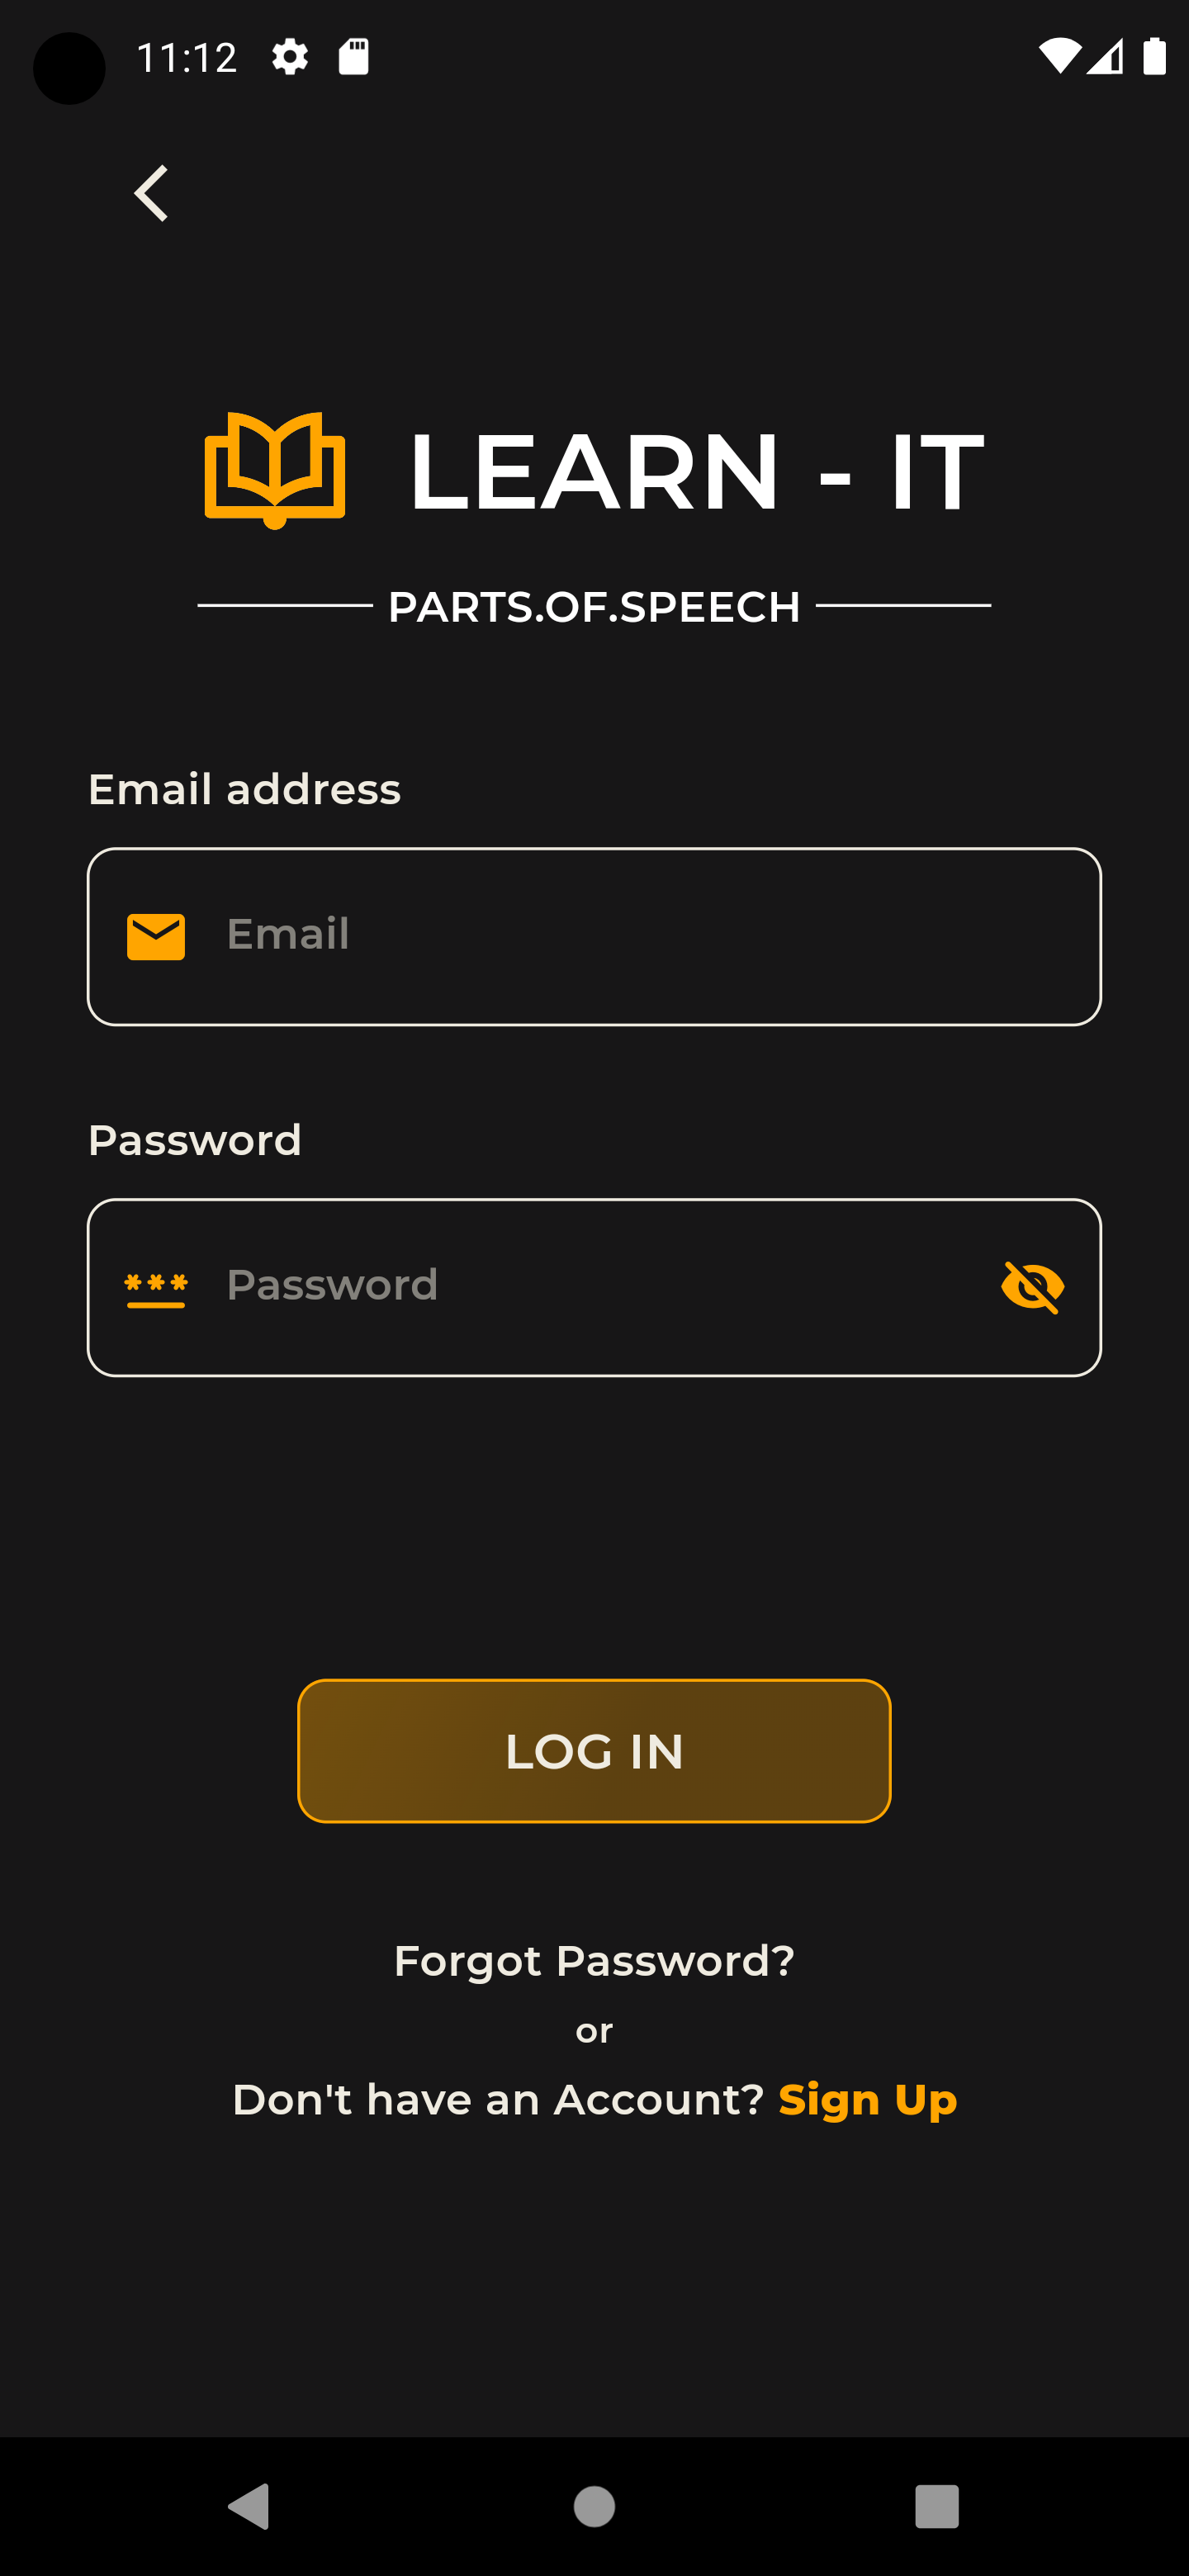 11:12
LEARN - IT
PARTS.OF.SPEECH
Email address
Email
Password
Password
LOG IN
Forgot Password?
or
Don't have an Account? Sign Up